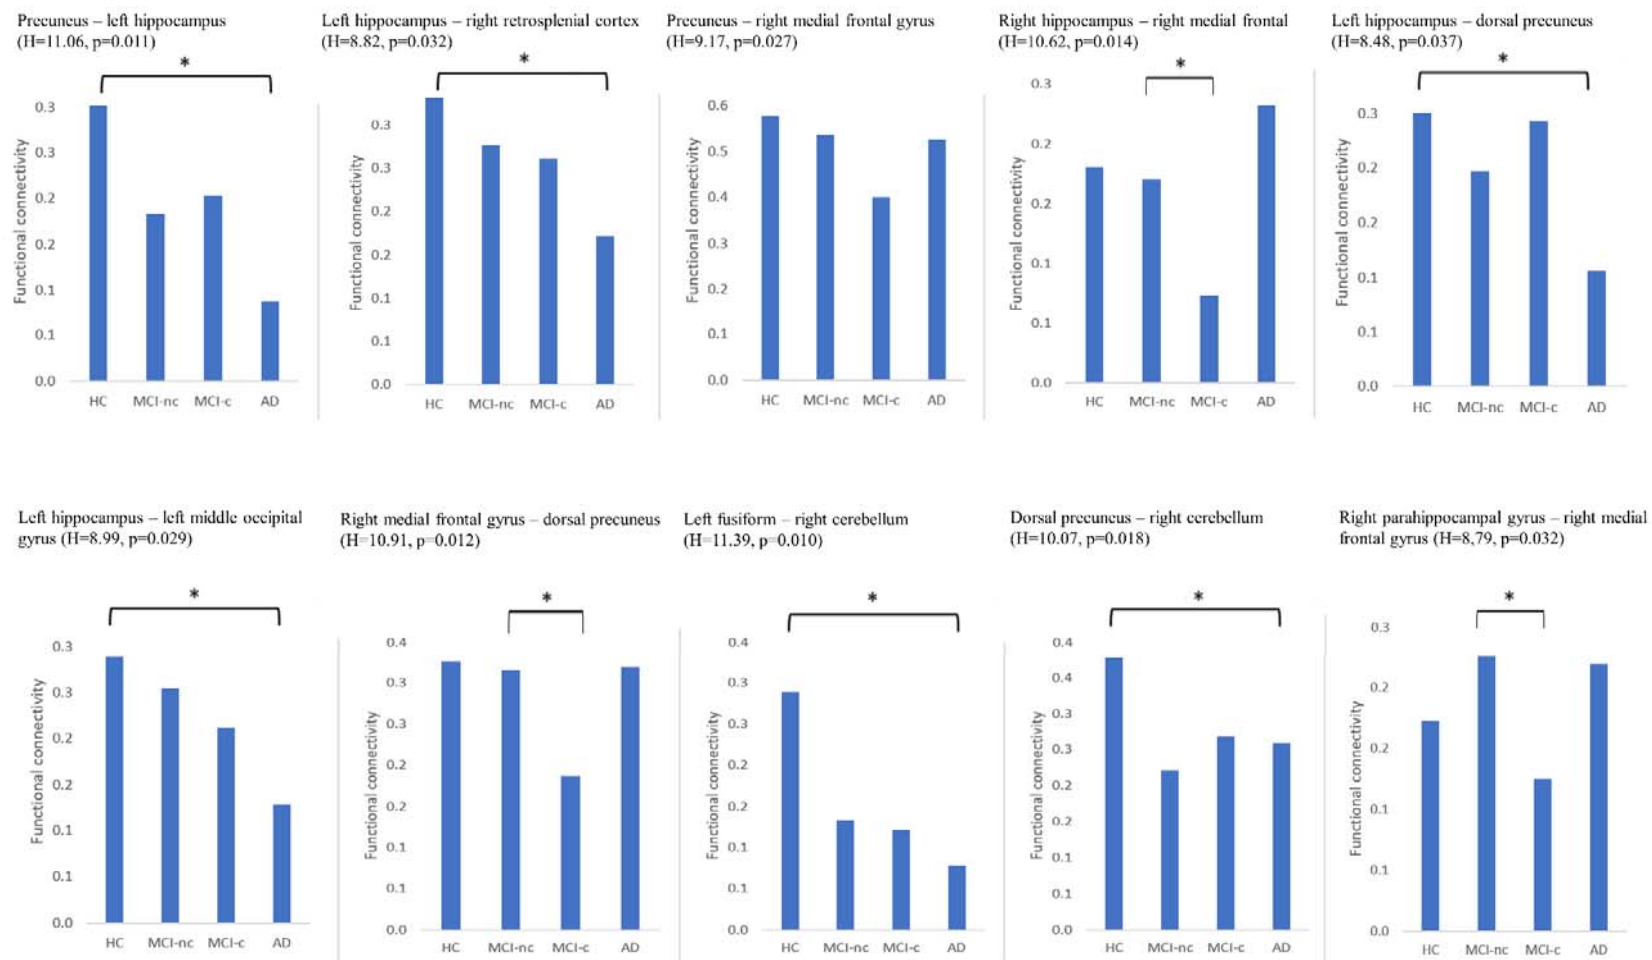 Precuneus – left hippocampus
(H=11.06, p=0.011)
*
Functional connectivity
0.3
0.3
0.2
0.2
0.1
0.1
0.0
HC MCI-nc MCI-c AD
Left hippocampus – right retrosplenial cortex
(H=8.82, p=0.032)
*
Functional connectivity
0.3
0.3
0.2
0.2
0.1
0.1
0.0
HC MCI-nc MCI-c AD
Precuneus – right medial frontal gyrus
(H=9.17, p=0.027)
Functional connectivity
0.6
0.5
0.4
0.3
0.2
0.1
0.0
HC MCI-nc MCI-c AD
Right hippocampus – right medial frontal
(H=10.62, p=0.014)
*
Functional connectivity
0.3
0.2
0.2
0.1
0.1
0.0
HC MCI-nc MCI-c AD
Left hippocampus – dorsal precuneus
(H=8.48, p=0.037)
*
Functional connectivity
0.3
0.2
0.2
0.1
0.1
0.0
HC MCI-nc MCI-c AD
Left hippocampus – left middle occipital
gyrus (H=8.99, p=0.029)
*
Functional connectivity
0.3
0.3
0.2
0.2
0.1
0.1
0.0
HC MCI-nc MCI-c AD
Right medial frontal gyrus – dorsal precuneus
(H=10.91, p=0.012)
*
Functional connectivity
0.4
0.3
0.3
0.2
0.2
0.1
0.1
0.0
HC MCI-nc MCI-c AD
Left fusiform – right cerebellum
(H=11.39, p=0.010)
*
Functional connectivity
0.4
0.3
0.3
0.2
0.2
0.1
0.1
0.0
HC MCI-nc MCI-c AD
Dorsal precuneus – right cerebellum
(H=10.07, p=0.018)
*
Functional connectivity
0.4
0.4
0.3
0.3
0.2
0.2
0.1
0.1
0.0
HC MCI-nc MCI-c AD
Right parahippocampal gyrus – right medial
frontal gyrus (H=8,79, p=0.032)
*
Functional connectivity
0.3
0.2
0.2
0.1
0.1
0.0
HC MCI-nc MCI-c AD